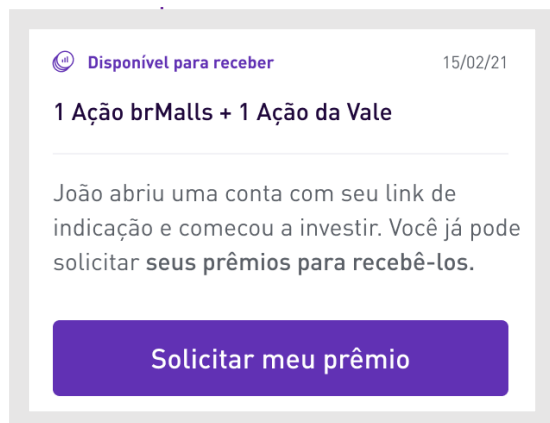 Disponível para receber 15/02/21
1 Ação brMalls + 1 Ação da Vale
João abriu uma conta com seu link de
indicação e comecou a investir. Você já pode
solicitar seus prêmios para recebê-los.
Solicitar meu prêmio